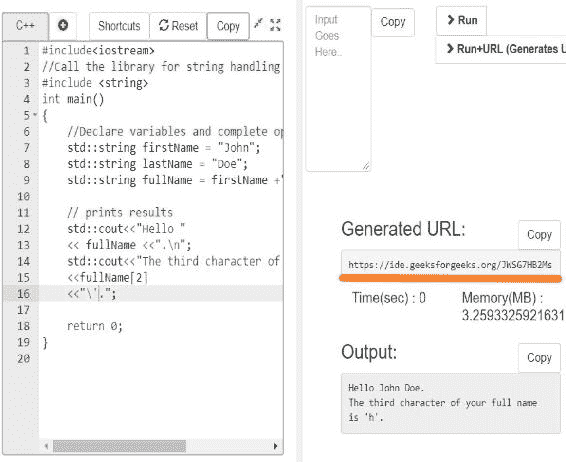 C++
Shortcuts
Reset
Copy
1 #include<iostream>
2 //Call the library for string handling
3 #include <string>
4 int main()
5 {
6 //Declare variables and complete op
7 std::string firstName = "John";
8 std::string lastName = "Doe";
9 std::string fullName = firstName +"
10
11 // prints results
12 std::cout<<"Hello "
13 << fullName <<".\n";
14 std::cout<<"The third character of
15 <<fullName[2]
16 <<"\'.";
17
18 return 0;
19 }
20
Input
Goes
Here..
Copy
Run
Run+URL (Generates U
Generated URL:
Copy
https://ide.geeksforgeeks.org/JWSG7HB2Ms
Time(sec) : 0
Memory(MB) :
3.2593325921631
Output:
Copy
Hello John Doe.
The third character of your full name
is 'h'.